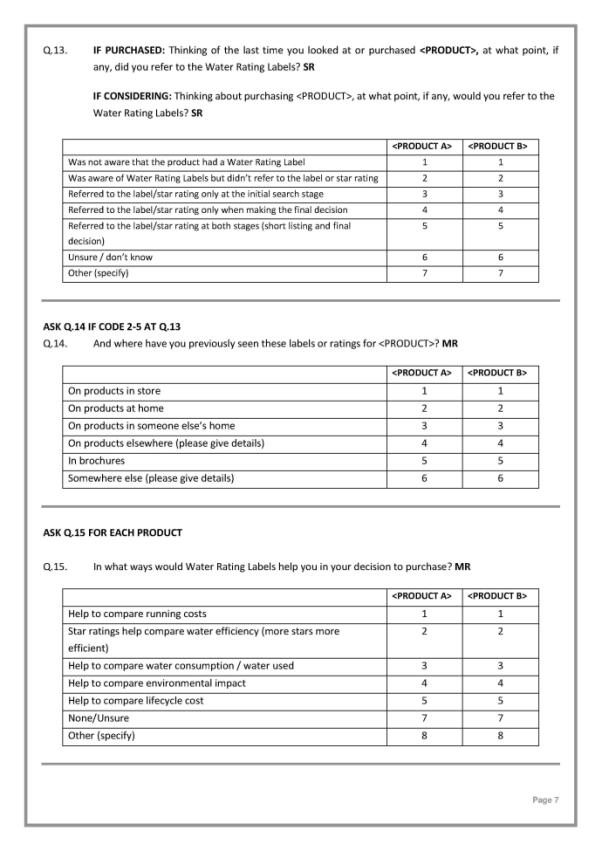 Q.13. IF PURCHASED: Thinking of the last time you looked at or purchased <PRODUCT>, at what point, if
any, did you refer to the Water Rating Labels? SR
IF CONSIDERING: Thinking about purchasing <PRODUCT>, at what point, if any, would you refer to the
Water Rating Labels? SR
<PRODUCT A> <PRODUCT B>
Was not aware that the product had a Water Rating Label 1 1
Was aware of Water Rating Labels but didn't refer to the label or star rating 2 2
Referred to the label/star rating only at the initial search stage 3 3
Referred to the label/star rating only when making the final decision 4 4
Referred to the label/star rating at both stages (short listing and final 5 5
decision)
Unsure / don't know 6 6
Other (specify) 7 7
ASK Q.14 IF CODE 2-5 AT Q.13
Q.14. And where have you previously seen these labels or ratings for <PRODUCT>? MR
<PRODUCT A> <PRODUCT B>
On products in store 1 1
On products at home 2 2
On products in someone else's home 3 3
On products elsewhere (please give details) 4 4
In brochures 5 5
Somewhere else (please give details) 6 6
ASK Q.15 FOR EACH PRODUCT
Q.15. In what ways would Water Rating Labels help you in your decision to purchase? MR
<PRODUCT A> <PRODUCT B>
Help to compare running costs 1 1
Star ratings help compare water efficiency (more stars more 2 2
efficient)
Help to compare water consumption / water used 3 3
Help to compare environmental impact 4 4
Help to compare lifecycle cost 5 5
None/Unsure 7 7
Other (specify) 8 8
Page 7